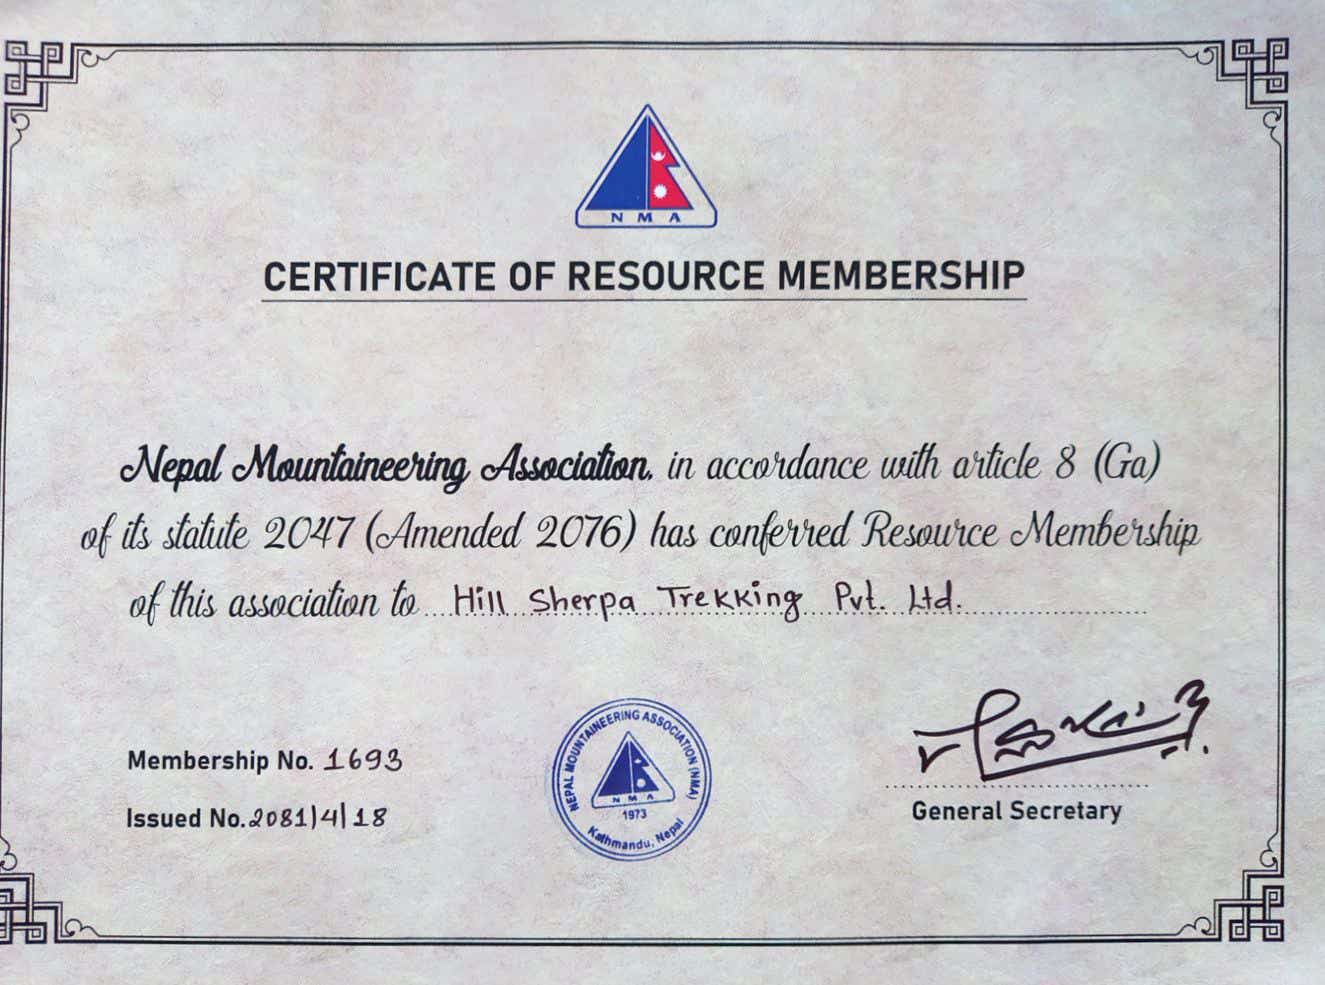 NMA
CERTIFICATE OF RESOURCE MEMBERSHIP
Nepal Mountaineering Association, in accordance with article 8 (Ga)
of its statute 2047 (Amended 2076) has conferred Resource Membership
of this association to Hill Sherpa Trekking Pvt. Ltd.
Membership No. 1693
Issued No. 2081/4/18
NEPAL MOUNTAINEERING ASSOCIATION (NMA)
NMA
1973
Kathmandu, Nepal
General Secretary